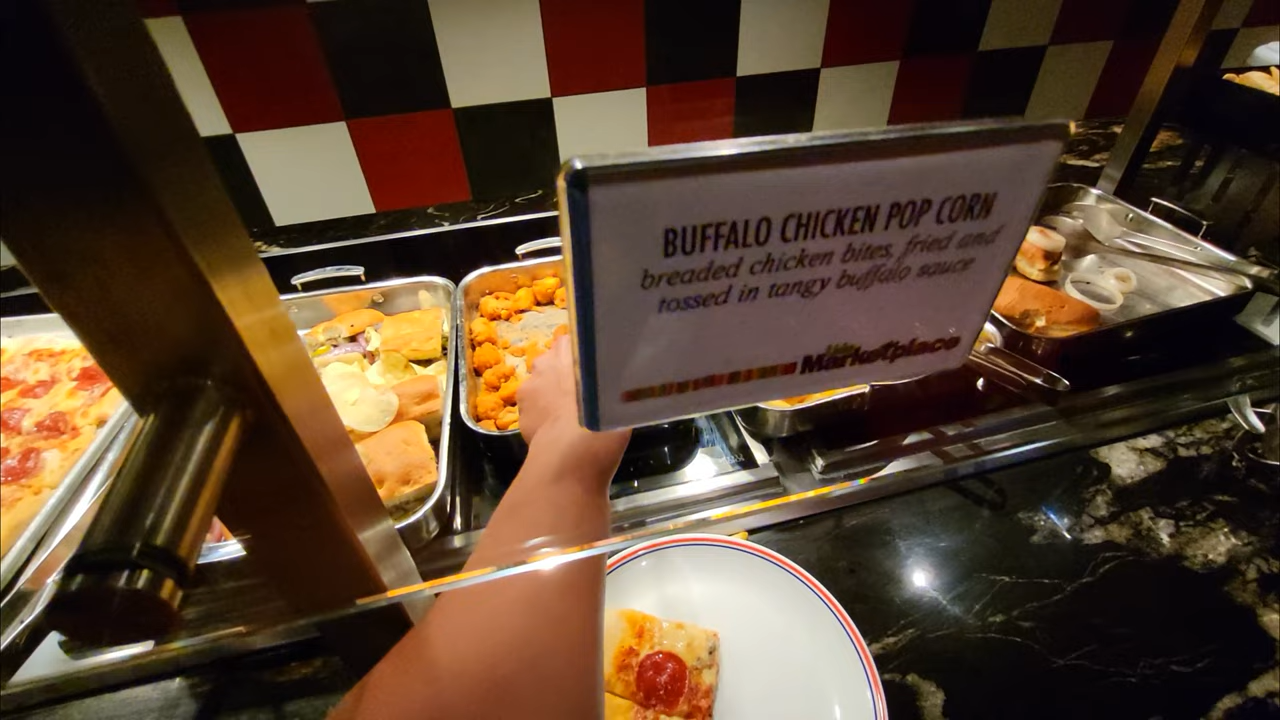 BUFFALO CHICKEN POP CORN
breaded chicken bites, fried and
tossed in tangy buffalo sauce
Marketplace